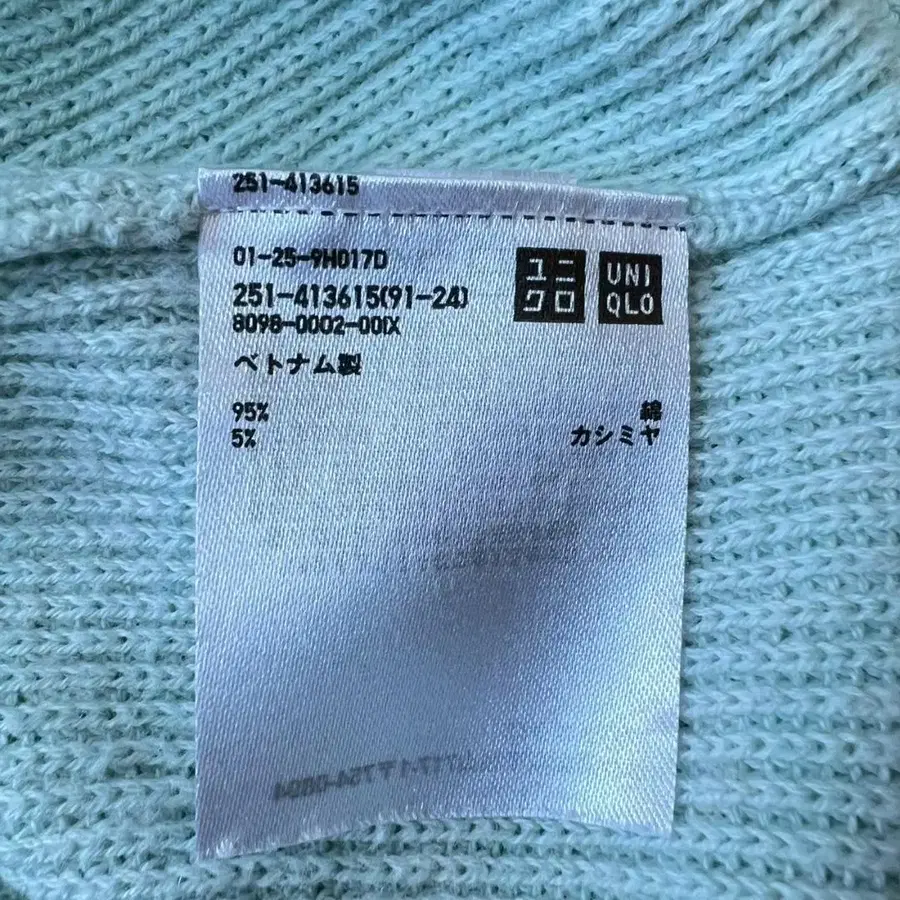 251-413615
01-25-9H017D
251-413615(91-24)
8098-0002-00IX
ユニ
クロ
UNI
QLO
ベトナム製
95% 綿
5% カシミヤ